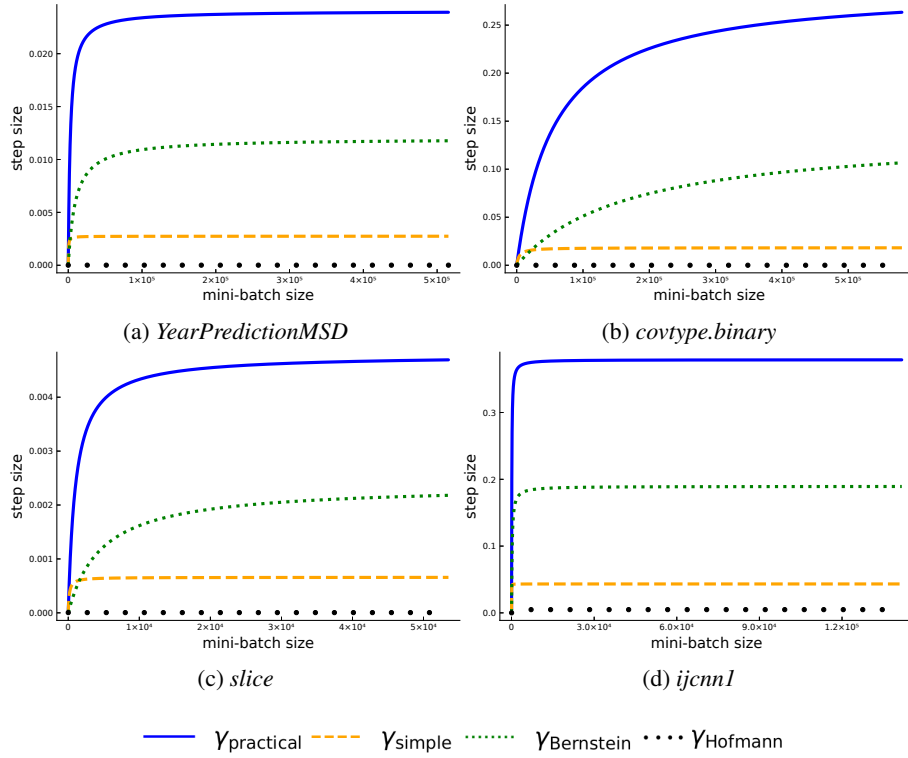 step size
0.020
0.015
0.010
0.005
0.000
0 1×10⁵ 2×10⁵ 3×10⁵ 4×10⁵ 5×10⁵
mini-batch size
(a) YearPredictionMSD
step size
0.25
0.20
0.15
0.10
0.05
0.00
0 1×10⁵ 2×10⁵ 3×10⁵ 4×10⁵ 5×10⁵
mini-batch size
(b) covtype.binary
step size
0.004
0.003
0.002
0.001
0.000
0 1×10⁴ 2×10⁴ 3×10⁴ 4×10⁴ 5×10⁴
mini-batch size
(c) slice
step size
0.3
0.2
0.1
0.0
0 3.0×10⁴ 6.0×10⁴ 9.0×10⁴ 1.2×10⁵
mini-batch size
(d) ijcnn1
γpractical γsimple γBernstein γHofmann